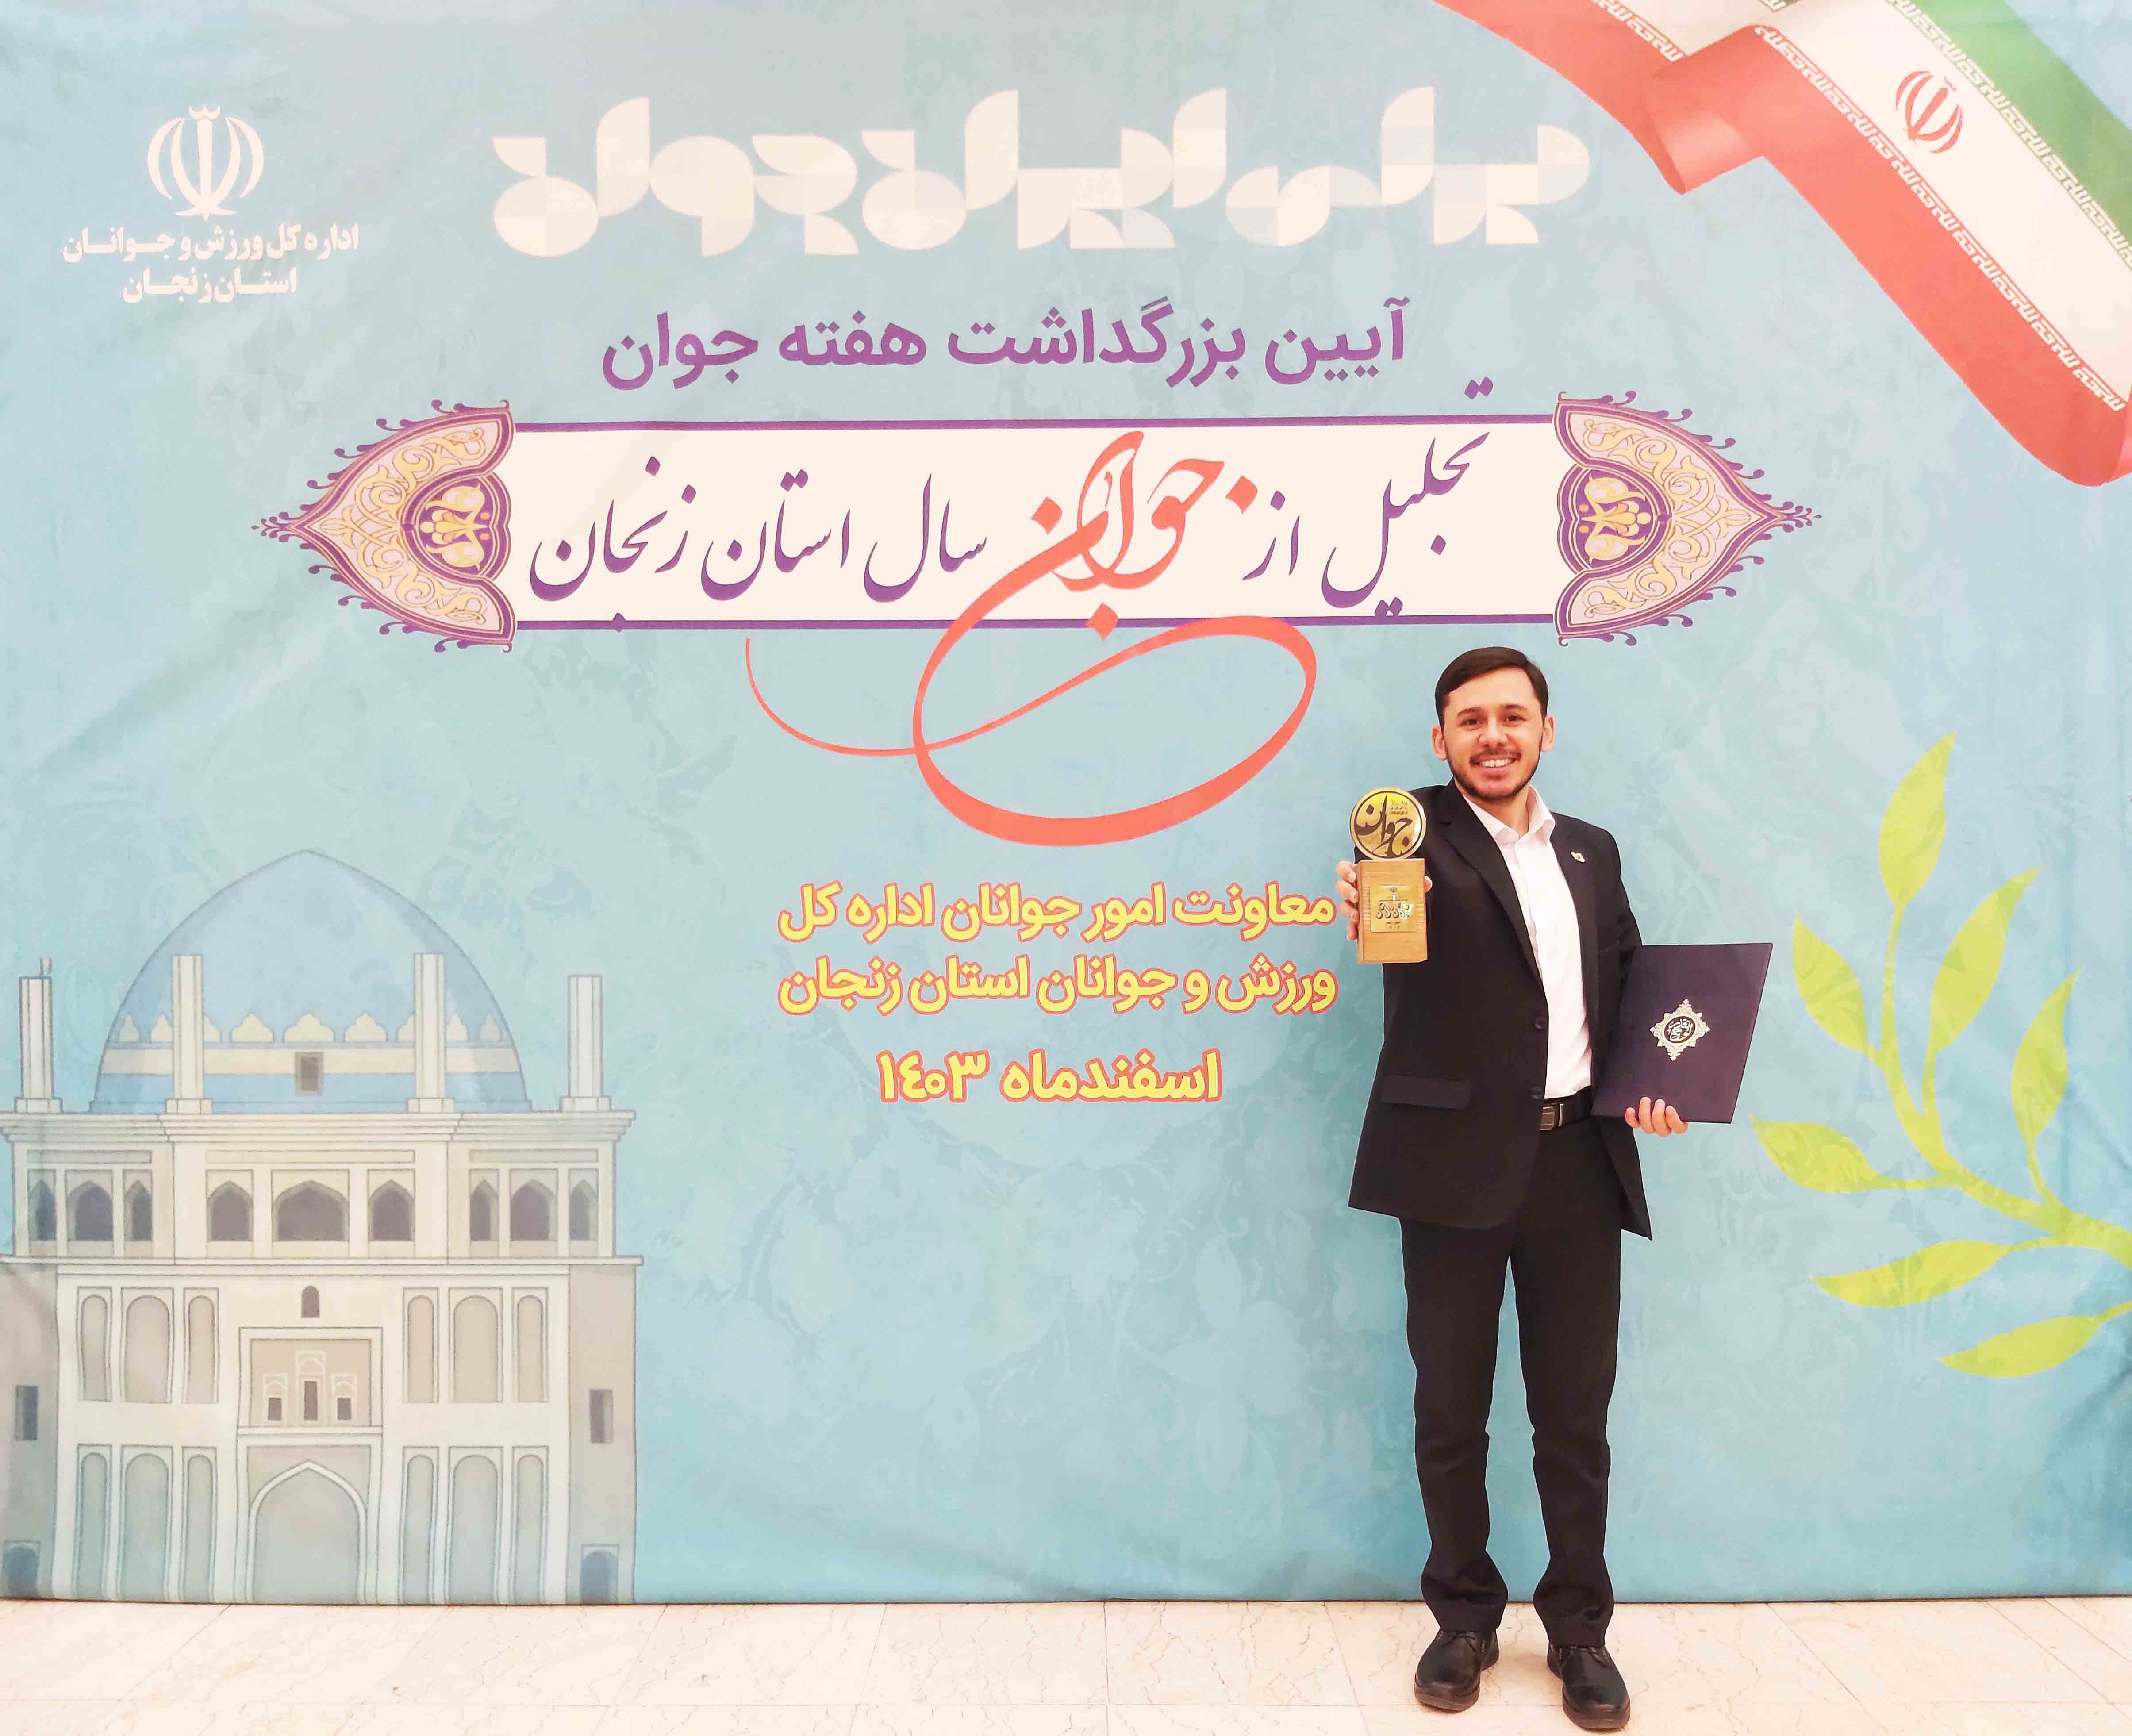 برای ایران جوان
اداره کل ورزش و جوانان
استان زنجان
آیین بزرگداشت هفته جوان
تجلیل از جوان سال استان زنجان
معاونت امور جوانان اداره کل
ورزش و جوانان استان زنجان
اسفندماه ۱۴۰۳
جوان